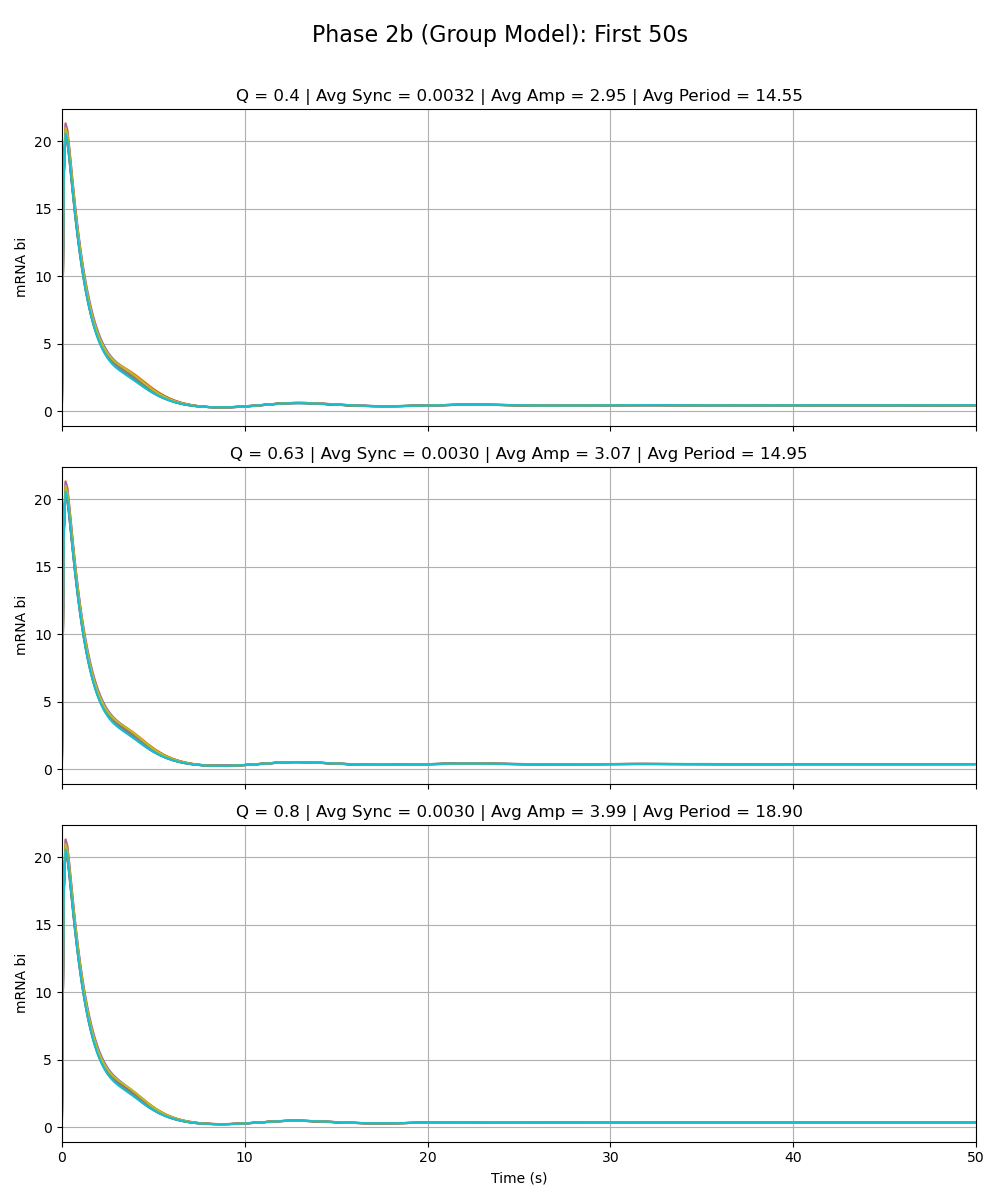 Phase 2b (Group Model): First 50s
Q = 0.4 | Avg Sync = 0.0032 | Avg Amp = 2.95 | Avg Period = 14.55
20
15
10
5
0
mRNA bi
Q = 0.63 | Avg Sync = 0.0030 | Avg Amp = 3.07 | Avg Period = 14.95
20
15
10
5
0
mRNA bi
Q = 0.8 | Avg Sync = 0.0030 | Avg Amp = 3.99 | Avg Period = 18.90
20
15
10
5
0
mRNA bi
0 10 20 30 40 50
Time (s)